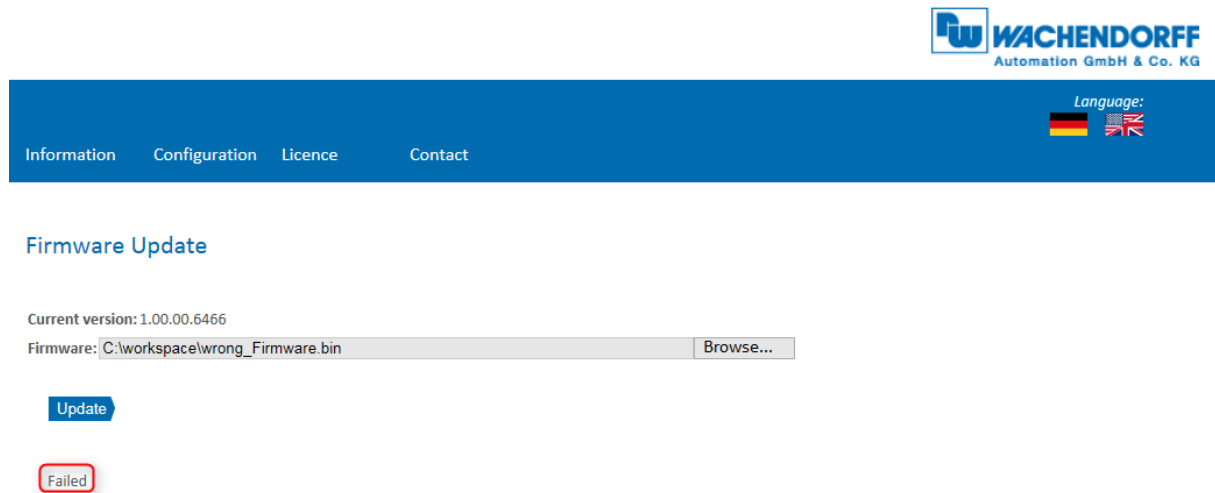 WACHENDORFF
Automation GmbH & Co. KG
Language:
Information Configuration Licence Contact
Firmware Update
Current version: 1.00.00.6466
Firmware: C:\workspace\wrong_Firmware.bin Browse...
Update
Failed